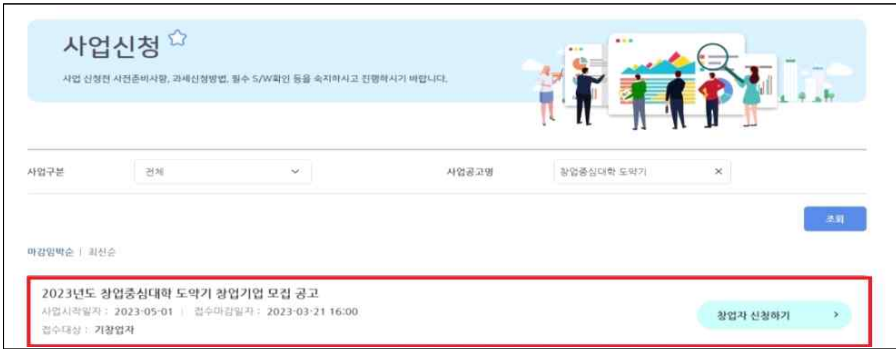 사업신청
사업 신청전 사전준비사항, 과세신청방법, 필수 S/W확인 등을 숙지하시고 진행하시기 바랍니다.
사업구분 전체 사업공고명 창업중심대학 도약기
조회
마감임박순 | 최신순
2023년도 창업중심대학 도약기 창업기업 모집 공고
사업시작일자 : 2023-05-01 | 접수마감일자 : 2023-03-21 16:00
창업자 신청하기
접수대상 : 기창업자